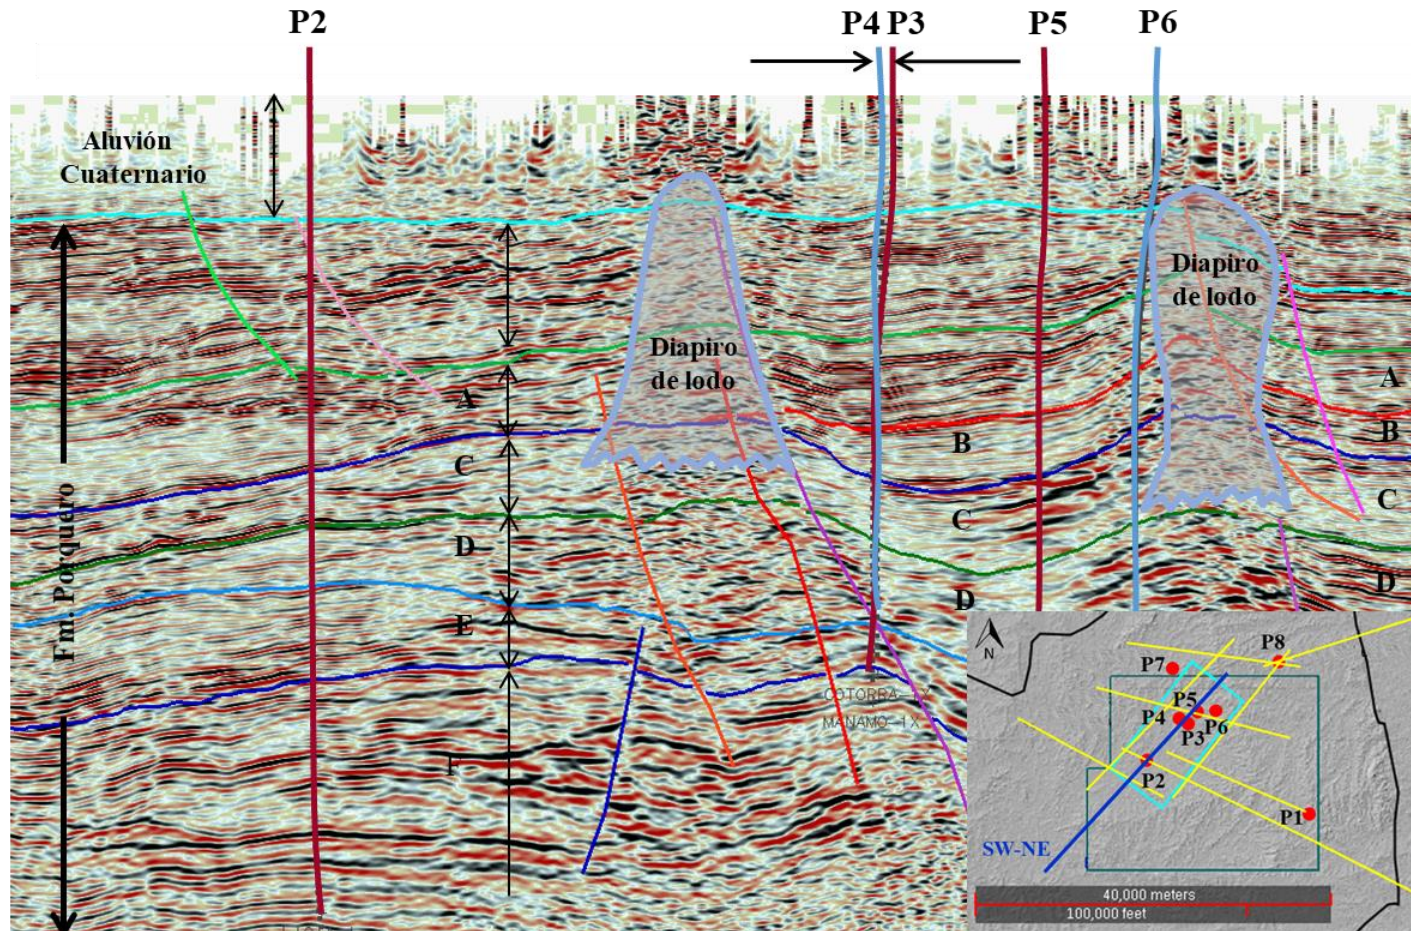 P2
P4 P3
P5
P6
Aluvión
Cuaternario
Diapiro
de lodo
Diapiro
de lodo
A
A
B
B
C
C
C
D
D
D
E
F
Fm. Porquero
COTORRA - 1X
MANAMO - 1X
N
P8
P7
P5
P4
P6
P3
P2
P1
SW-NE
40,000 meters
100,000 feet